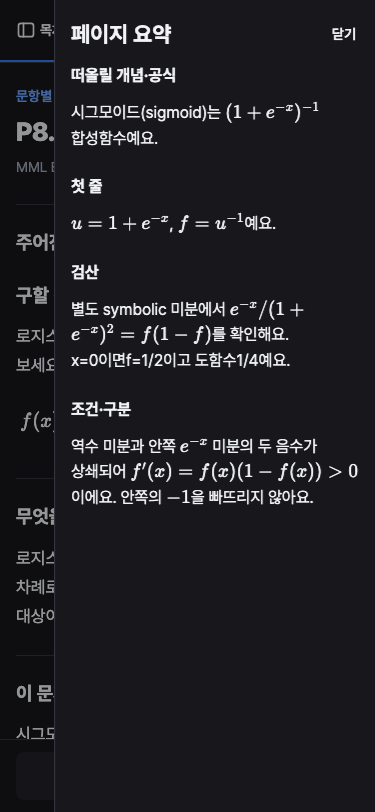 목
문항별
P8.
MML
주어진
구할
로지스
보세요
f(x)
무엇을
로지스
차례로
대상이
이 문
시그모
페이지 요약
닫기
떠올릴 개념·공식
시그모이드(sigmoid)는 (1 + e^{-x})^{-1}
합성함수예요.
첫 줄
u = 1 + e^{-x}, f = u^{-1}예요.
검산
별도 symbolic 미분에서 e^{-x}/(1 +
e^{-x})^2 = f(1 − f)를 확인해요.
x=0이면f=1/2이고 도함수1/4예요.
조건·구분
역수 미분과 안쪽 e^{-x} 미분의 두 음수가
상쇄되어 f′(x) = f(x)(1 − f(x)) > 0
이에요. 안쪽의 −1을 빠뜨리지 않아요.